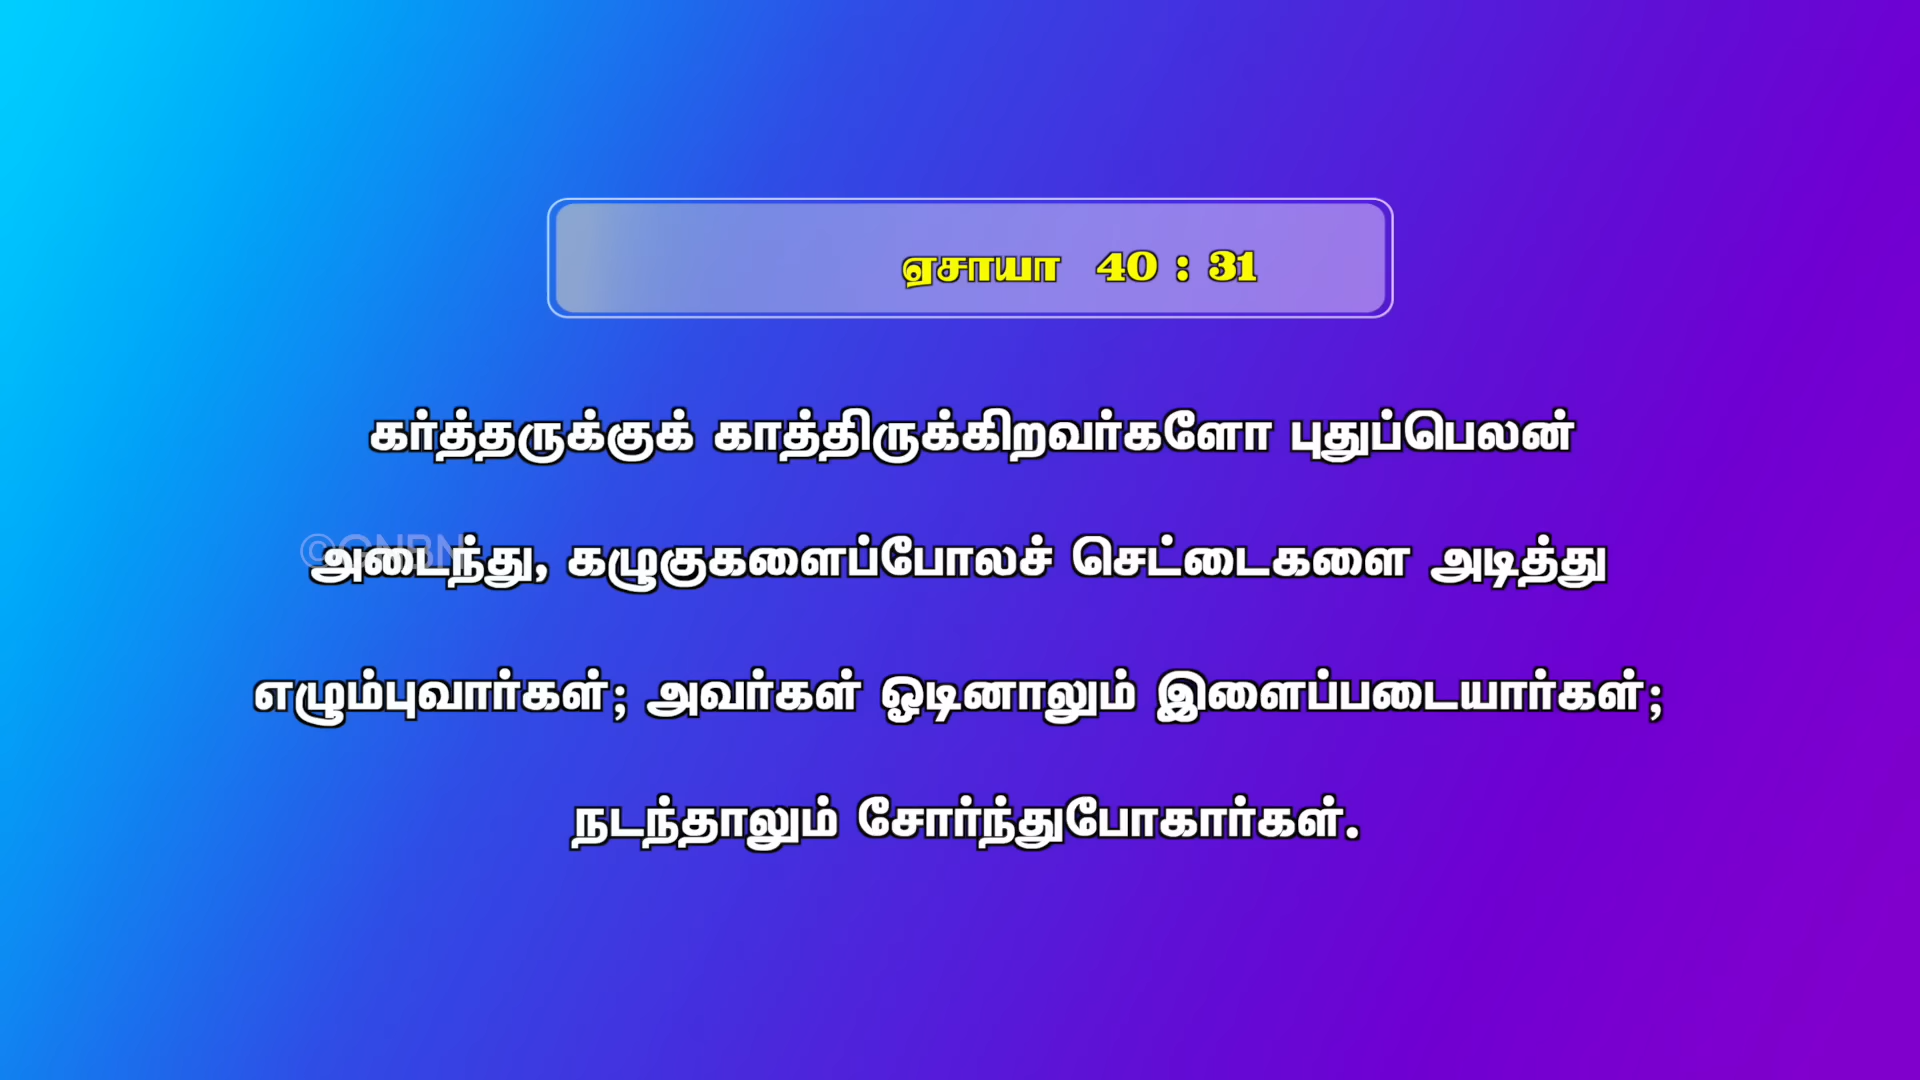 ஏசாயா 40 : 31
கர்த்தருக்குக் காத்திருக்கிறவர்களோ புதுப்பெலன்
©GNBN
அடைந்து, கழுகுகளைப்போலச் செட்டைகளை அடித்து
எழும்புவார்கள்; அவர்கள் ஓடினாலும் இளைப்படையார்கள்;
நடந்தாலும் சோர்ந்துபோகார்கள்.